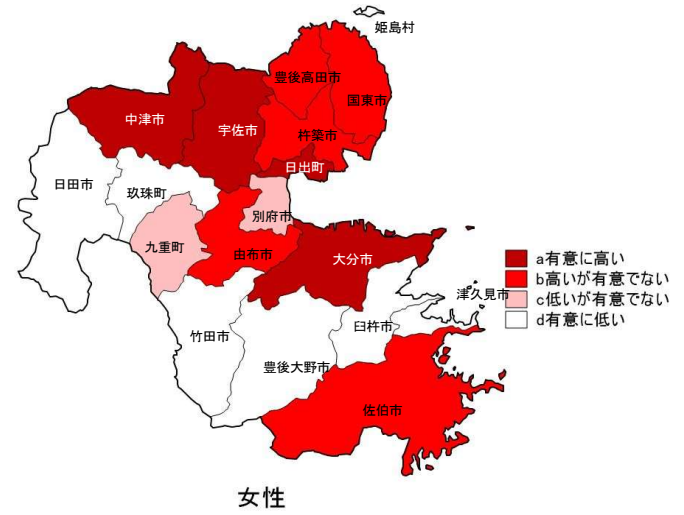 姫島村
豊後高田市
国東市
中津市
宇佐市
杵築市
日出町
日田市
玖珠町
別府市
九重町
由布市
大分市
a有意に高い
b高いが有意でない
c低いが有意でない
d有意に低い
津久見市
臼杵市
竹田市
豊後大野市
佐伯市
女性